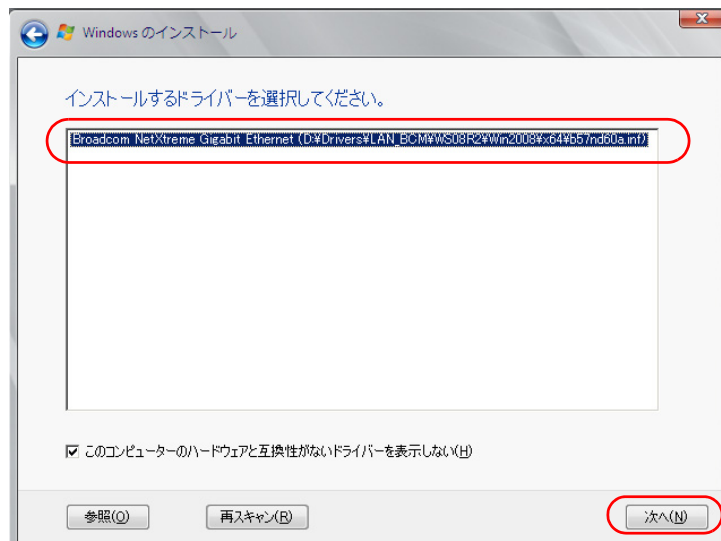 Windows のインストール
インストールするドライバーを選択してください。
Broadcom NetXtreme Gigabit Ethernet (D:¥Drivers¥LAN_BCM¥WS08R2¥Win2008¥x64¥b57nd60a.inf)
このコンピューターのハードウェアと互換性がないドライバーを表示しない(H)
参照(O) 再スキャン(R) 次へ(N)